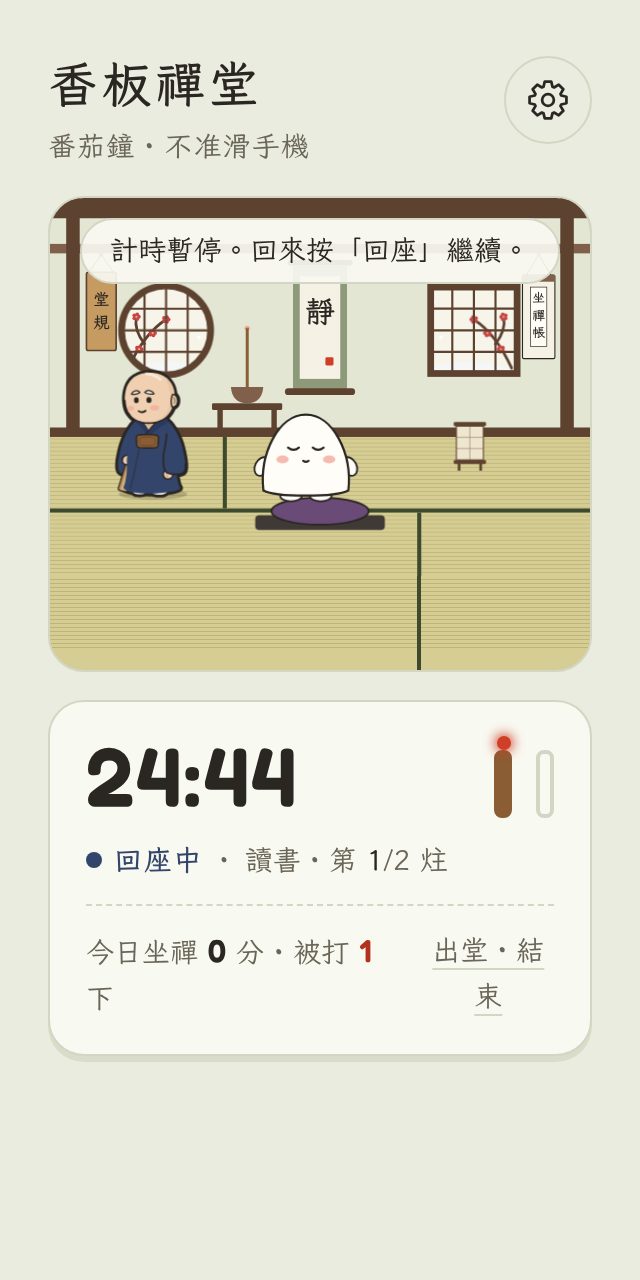 香板禪堂
番茄鐘・不准滑手機
計時暫停。回來按「回座」繼續。
堂規
靜
坐禪帳
24:44
回座中 · 讀書・第 1/2 炷
今日坐禪 0 分・被打 1
下
出堂・結
束